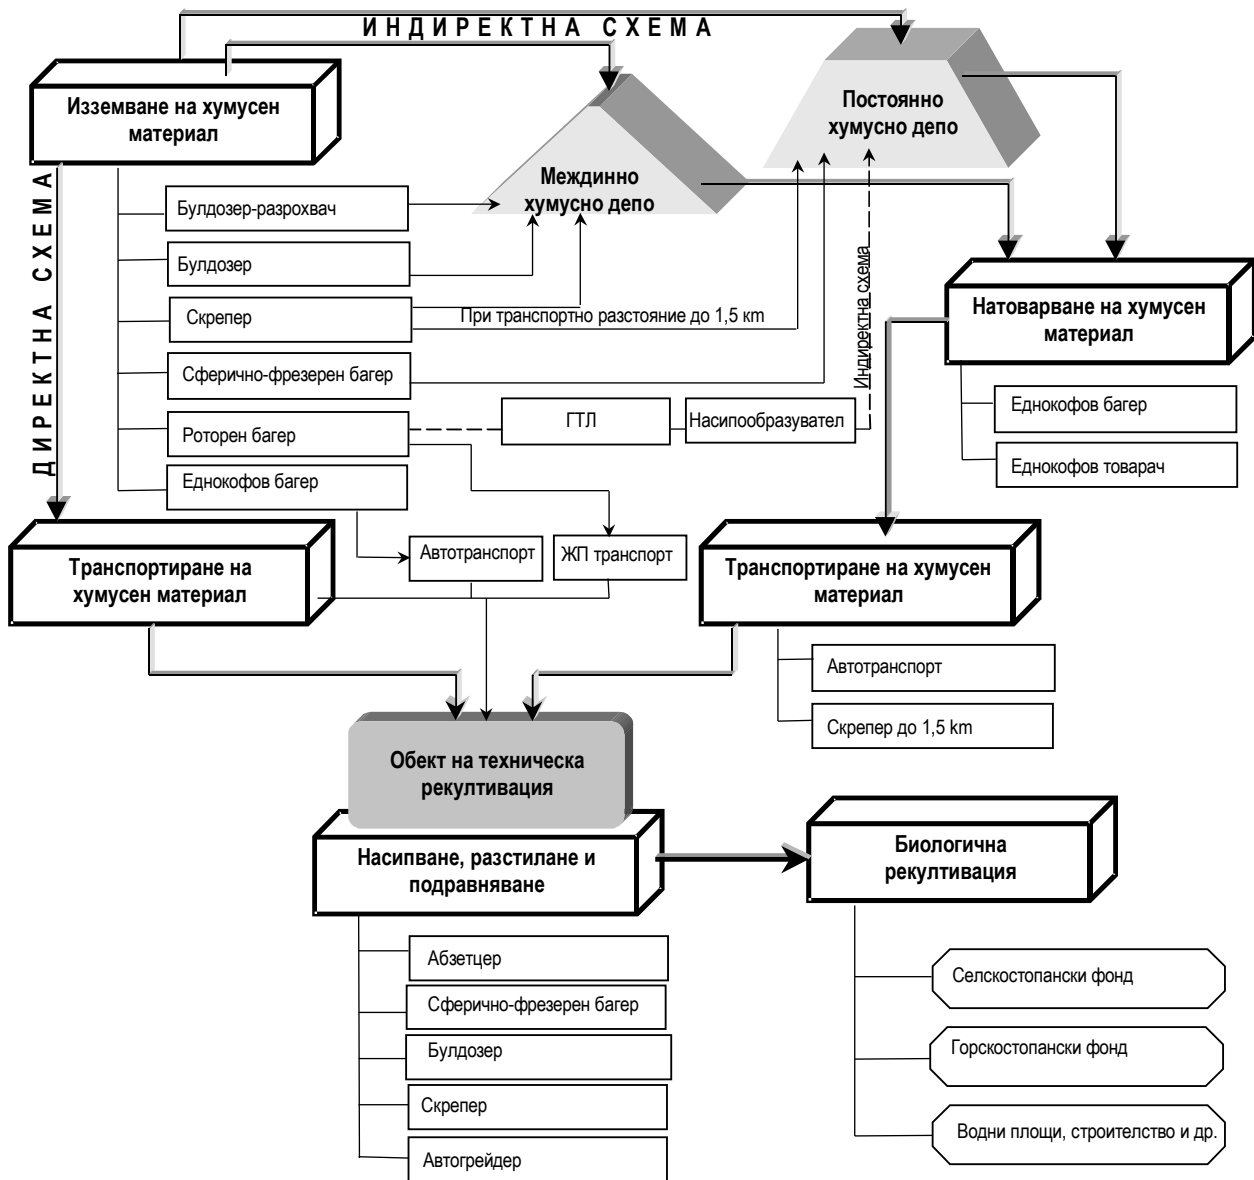 ИНДИРЕКТНА СХЕМА
Изземване на хумусен
материал
Постоянно
хумусно депо
Междинно
хумусно депо
ДИРЕКТНА СХЕМА
Булдозер-разрохвач
Булдозер
Скрепер
При транспортно разстояние до 1,5 km
Индиректна схема
Натоварване на хумусен
материал
Сферично-фрезерен багер
Роторен багер
ГТЛ
Насипообразувател
Еднокофов багер
Еднокофов багер
Еднокофов товарач
Транспортиране на
хумусен материал
Автотранспорт
ЖП транспорт
Транспортиране на хумусен
материал
Автотранспорт
Скрепер до 1,5 km
Обект на техническа
рекултивация
Насипване, разстилане и
подравняване
Биологична
рекултивация
Абзетцер
Сферично-фрезерен багер
Булдозер
Скрепер
Автогрейдер
Селскостопански фонд
Горскостопански фонд
Водни площи, строителство и др.